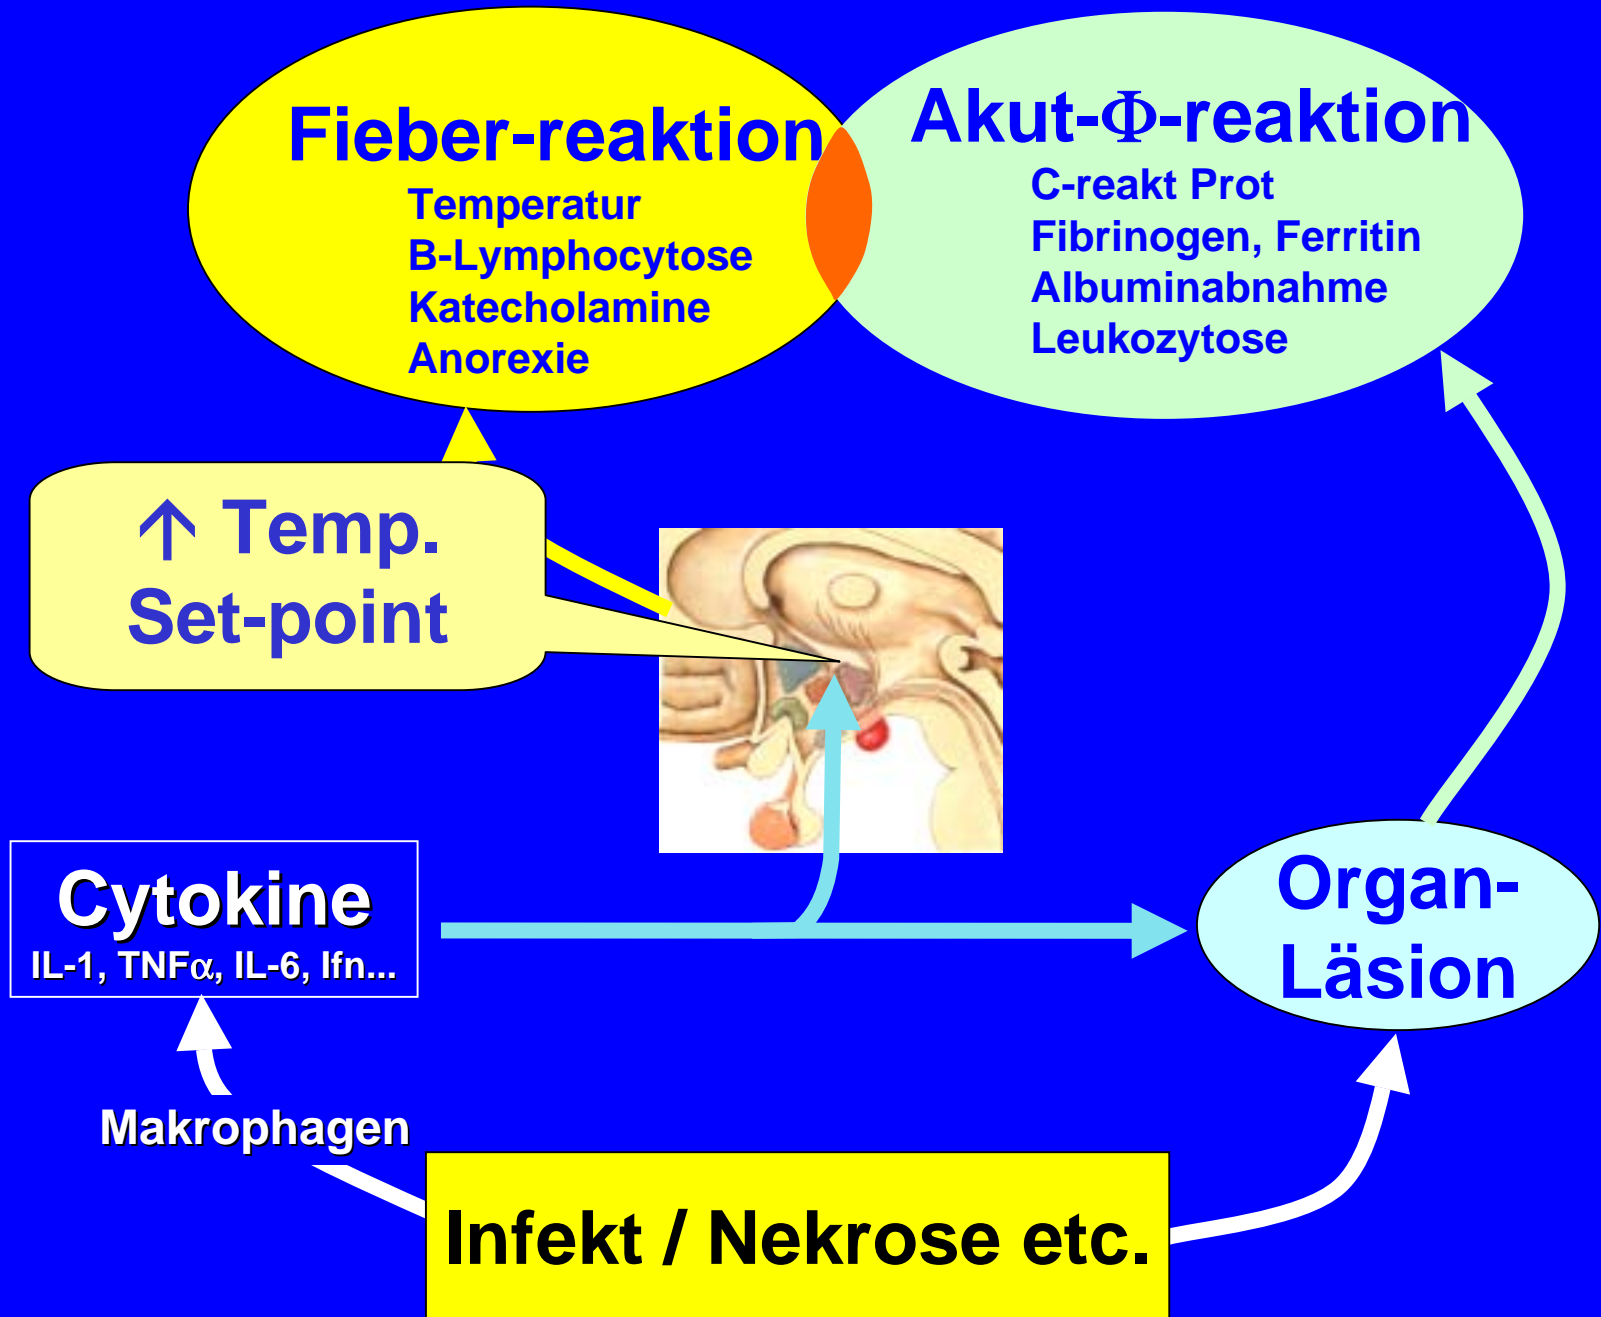 Fieber-reaktion
Temperatur
B-Lymphocytose
Katecholamine
Anorexie
Akut-Φ-reaktion
C-reakt Prot
Fibrinogen, Ferritin
Albuminabnahme
Leukozytose
↑ Temp.
Set-point
Cytokine
IL-1, TNFα, IL-6, Ifn...
Organ-
Läsion
Makrophagen
Infekt / Nekrose etc.